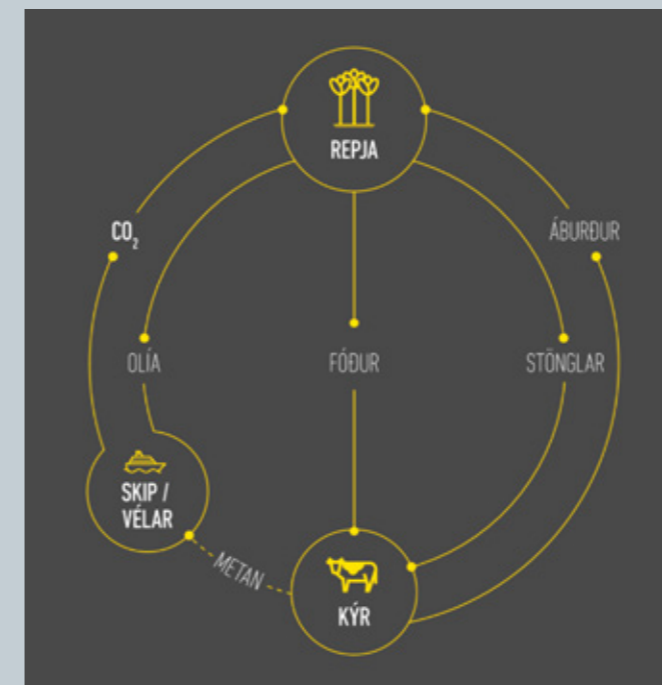 REPJA
CO₂
ÁBURÐUR
OLÍA
FÓÐUR
STÖNGLAR
SKIP /
VÉLAR
METAN
KÝR